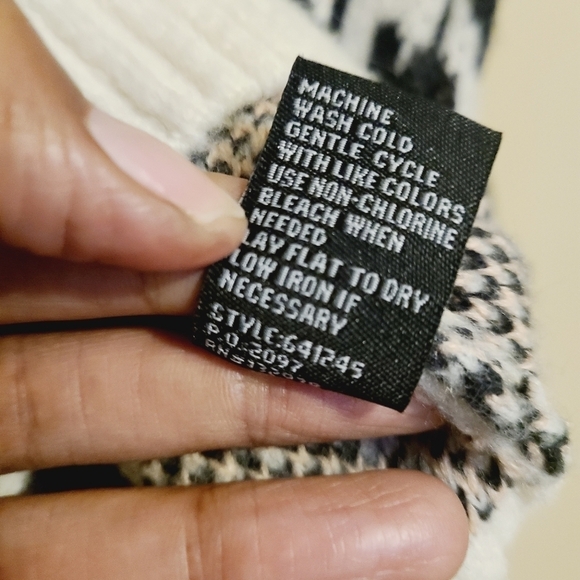 MACHINE
WASH COLD
GENTLE CYCLE
WITH LIKE COLORS
USE NON-CHLORINE
BLEACH WHEN
NEEDED
LAY FLAT TO DRY
LOW IRON IF
NECESSARY
STYLE:641245
P.O.2097